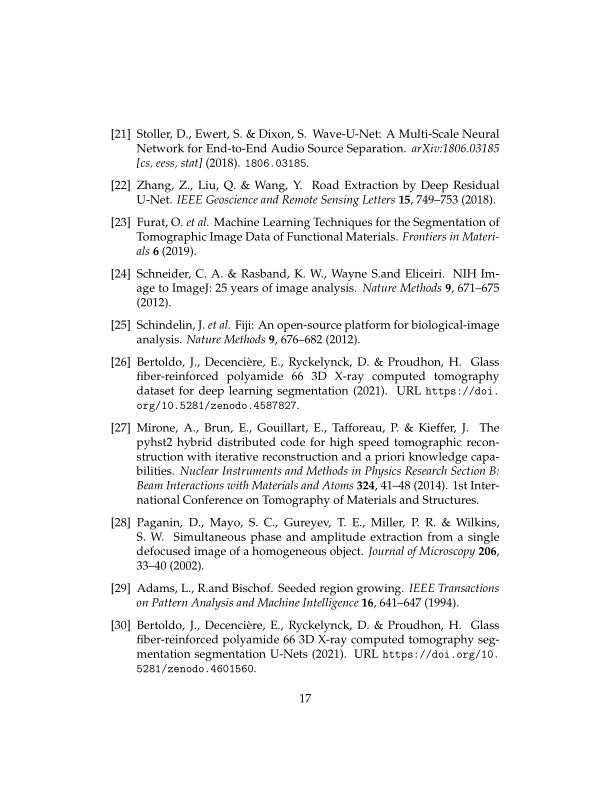 [21] Stoller, D., Ewert, S. & Dixon, S. Wave-U-Net: A Multi-Scale Neural
Network for End-to-End Audio Source Separation. arXiv:1806.03185
[cs, eess, stat] (2018). 1806.03185.
[22] Zhang, Z., Liu, Q. & Wang, Y. Road Extraction by Deep Residual
U-Net. IEEE Geoscience and Remote Sensing Letters 15, 749–753 (2018).
[23] Furat, O. et al. Machine Learning Techniques for the Segmentation of
Tomographic Image Data of Functional Materials. Frontiers in Materi-
als 6 (2019).
[24] Schneider, C. A. & Rasband, K. W., Wayne S.and Eliceiri. NIH Im-
age to ImageJ: 25 years of image analysis. Nature Methods 9, 671–675
(2012).
[25] Schindelin, J. et al. Fiji: An open-source platform for biological-image
analysis. Nature Methods 9, 676–682 (2012).
[26] Bertoldo, J., Decencière, E., Ryckelynck, D. & Proudhon, H. Glass
fiber-reinforced polyamide 66 3D X-ray computed tomography
dataset for deep learning segmentation (2021). URL https://doi.
org/10.5281/zenodo.4587827.
[27] Mirone, A., Brun, E., Gouillart, E., Tafforeau, P. & Kieffer, J. The
pyhst2 hybrid distributed code for high speed tomographic recon-
struction with iterative reconstruction and a priori knowledge capa-
bilities. Nuclear Instruments and Methods in Physics Research Section B:
Beam Interactions with Materials and Atoms 324, 41–48 (2014). 1st Inter-
national Conference on Tomography of Materials and Structures.
[28] Paganin, D., Mayo, S. C., Gureyev, T. E., Miller, P. R. & Wilkins,
S. W. Simultaneous phase and amplitude extraction from a single
defocused image of a homogeneous object. Journal of Microscopy 206,
33–40 (2002).
[29] Adams, L., R.and Bischof. Seeded region growing. IEEE Transactions
on Pattern Analysis and Machine Intelligence 16, 641–647 (1994).
[30] Bertoldo, J., Decencière, E., Ryckelynck, D. & Proudhon, H. Glass
fiber-reinforced polyamide 66 3D X-ray computed tomography seg-
mentation segmentation U-Nets (2021). URL https://doi.org/10.
5281/zenodo.4601560.
17